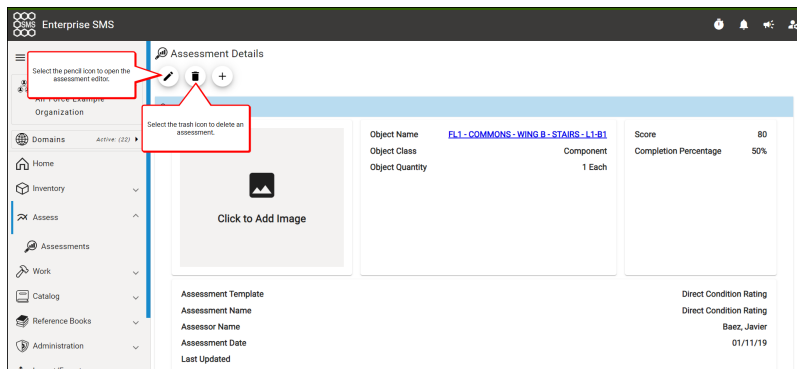 SMS
Enterprise SMS
Assessment Details
Select the pencil icon to open the
assessment editor.
Air Force Example
Organization
Select the trash icon to delete an
assessment.
Domains Active: (22)
Home
Inventory
Assess
Assessments
Work
Catalog
Reference Books
Administration
Click to Add Image
Object Name FL1 - COMMONS - WING B - STAIRS - L1-B1
Object Class Component
Object Quantity 1 Each
Score 80
Completion Percentage 50%
Assessment Template Direct Condition Rating
Assessment Name Direct Condition Rating
Assessor Name Baez, Javier
Assessment Date 01/11/19
Last Updated